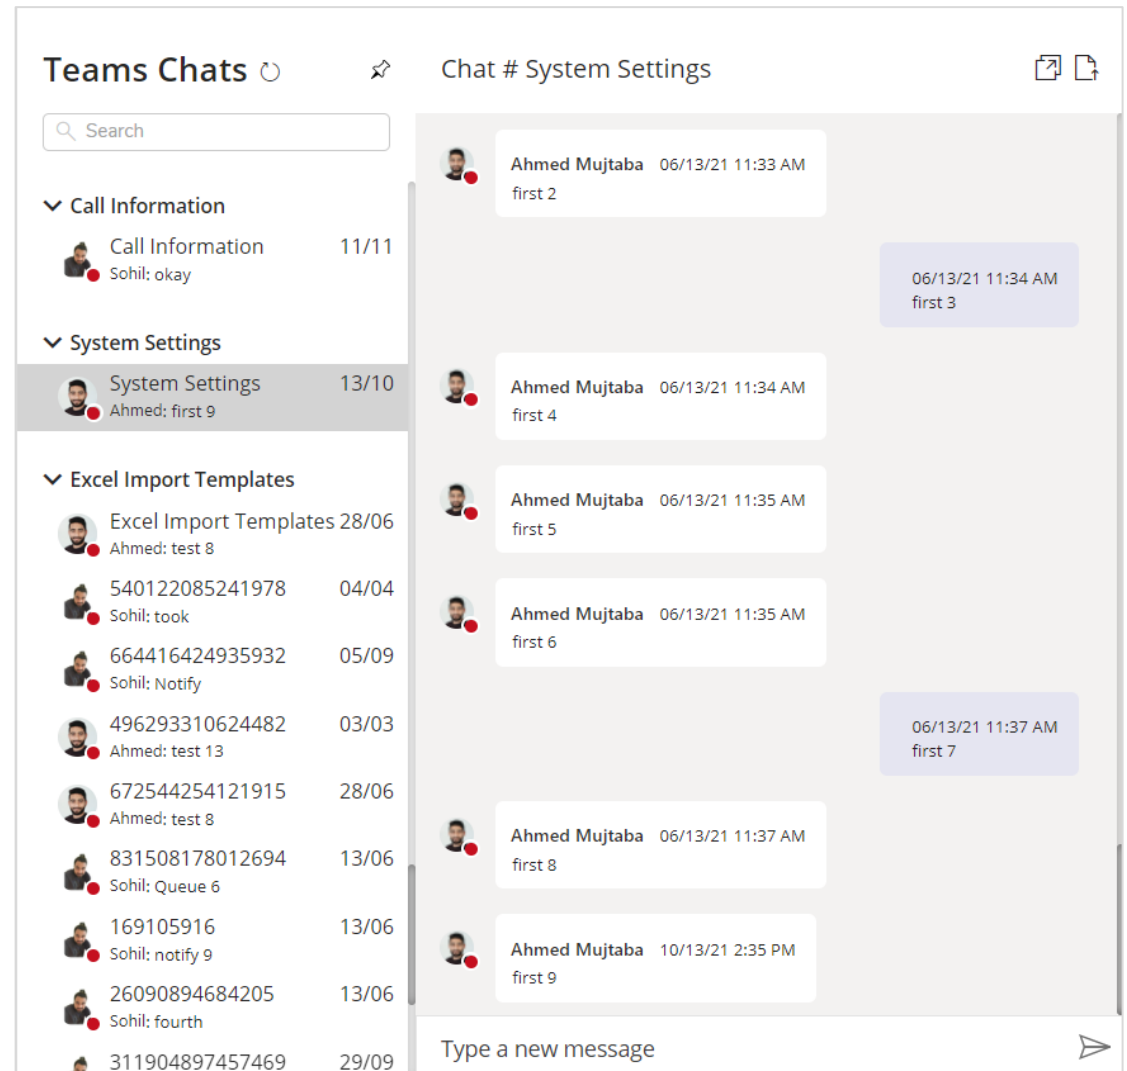 Teams Chats
Search
Call Information
Call Information 11/11
Sohil: okay
System Settings
System Settings 13/10
Ahmed: first 9
Excel Import Templates
Excel Import Templates 28/06
Ahmed: test 8
540122085241978 04/04
Sohil: took
664416424935932 05/09
Sohil: Notify
496293310624482 03/03
Ahmed: test 13
672544254121915 28/06
Ahmed: test 8
831508178012694 13/06
Sohil: Queue 6
169105916 13/06
Sohil: notify 9
26090894684205 13/06
Sohil: fourth
311904897457469 29/09
Chat # System Settings
Ahmed Mujtaba 06/13/21 11:33 AM
first 2
06/13/21 11:34 AM
first 3
Ahmed Mujtaba 06/13/21 11:34 AM
first 4
Ahmed Mujtaba 06/13/21 11:35 AM
first 5
Ahmed Mujtaba 06/13/21 11:35 AM
first 6
06/13/21 11:37 AM
first 7
Ahmed Mujtaba 06/13/21 11:37 AM
first 8
Ahmed Mujtaba 10/13/21 2:35 PM
first 9
Type a new message